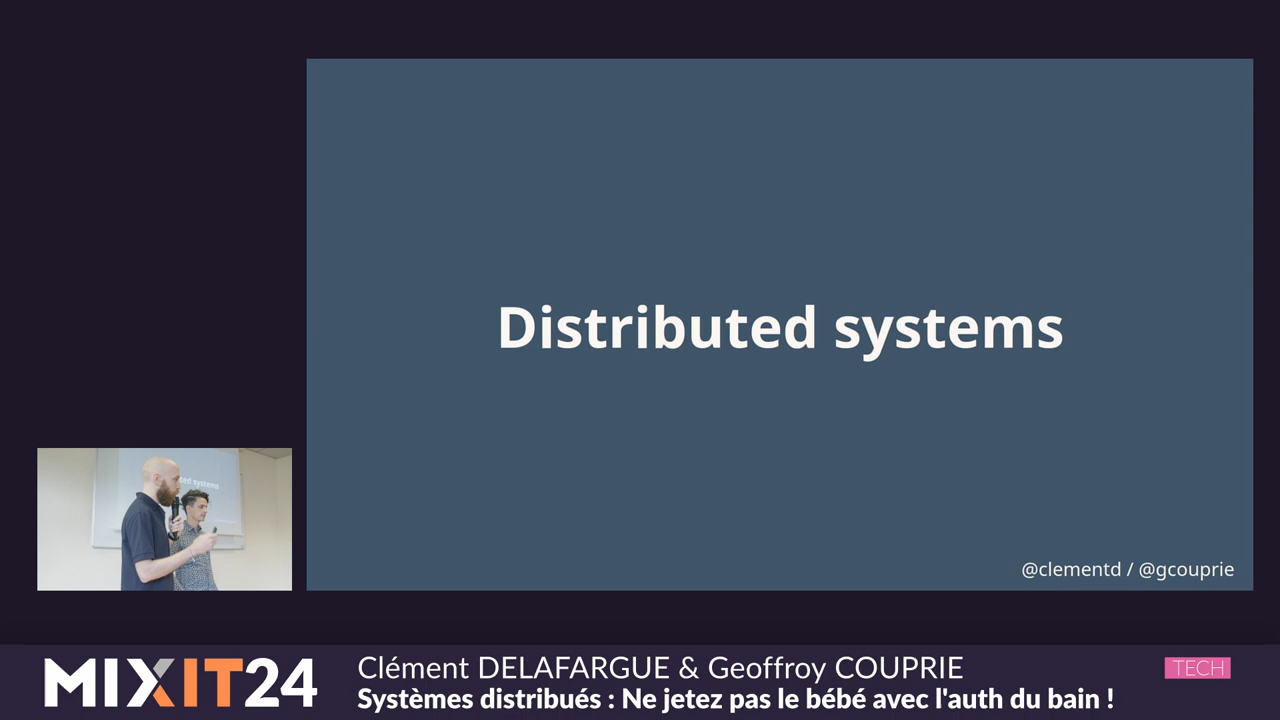 Distributed systems
@clementd / @gcouprie
MIXIT24
Clément DELAFARGUE & Geoffroy COUPRIE
TECH
Systèmes distribués : Ne jetez pas le bébé avec l'auth du bain !